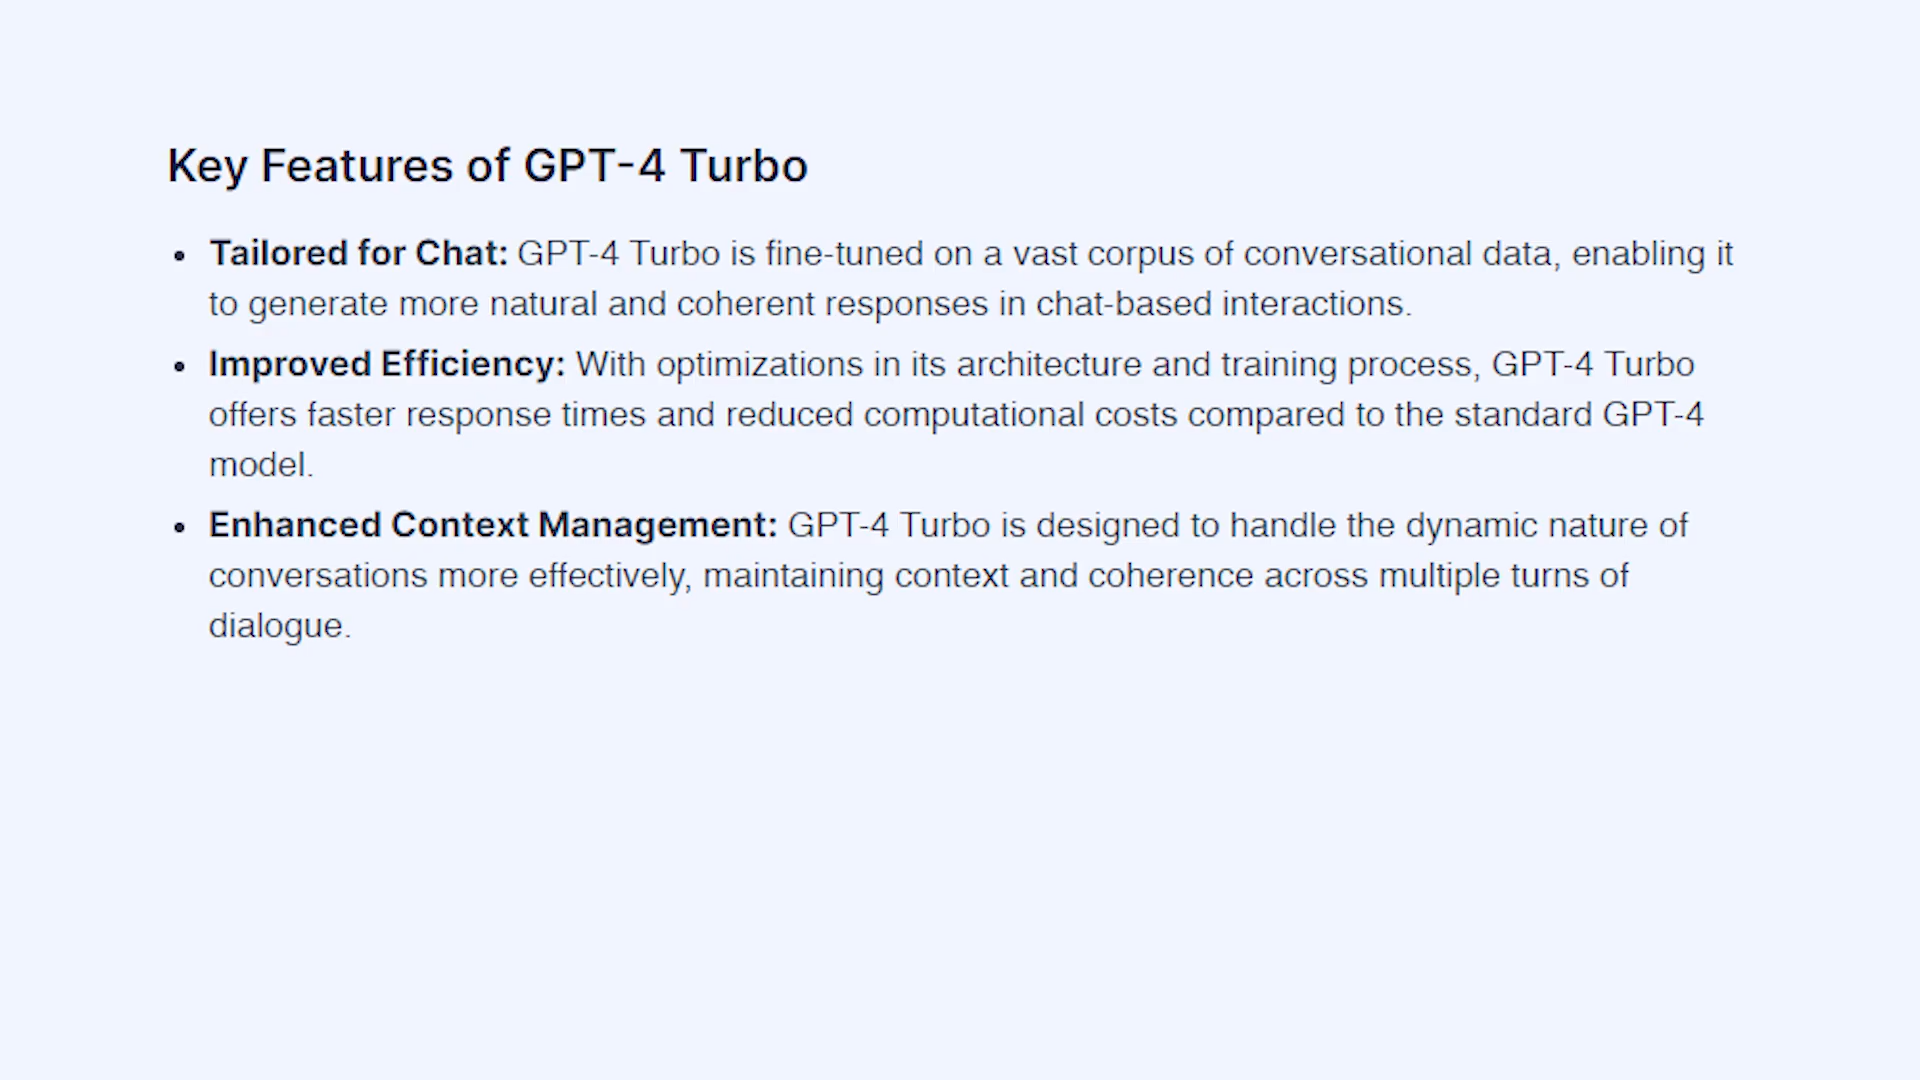 Key Features of GPT-4 Turbo
• Tailored for Chat: GPT-4 Turbo is fine-tuned on a vast corpus of conversational data, enabling it
to generate more natural and coherent responses in chat-based interactions.
• Improved Efficiency: With optimizations in its architecture and training process, GPT-4 Turbo
offers faster response times and reduced computational costs compared to the standard GPT-4
model.
• Enhanced Context Management: GPT-4 Turbo is designed to handle the dynamic nature of
conversations more effectively, maintaining context and coherence across multiple turns of
dialogue.